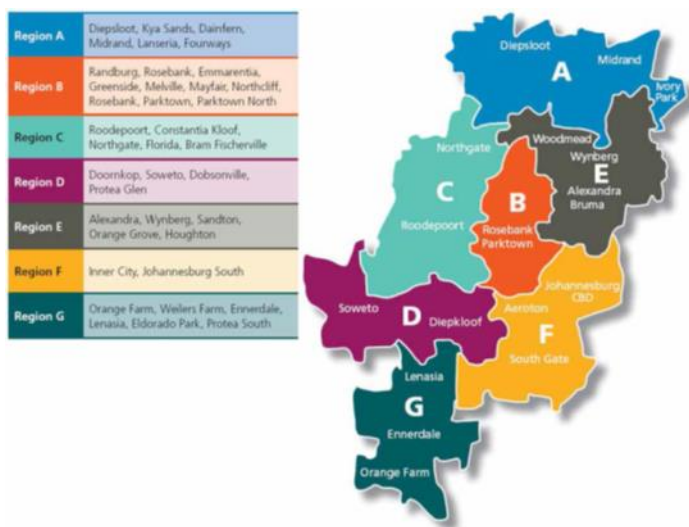 Region A
Diepsloot, Kya Sands, Dainfern,
Midrand, Lanseria, Fourways
Region B
Randburg, Rosebank, Emmarentia,
Greenside, Melville, Mayfair, Northcliff,
Rosebank, Parktown, Parktown North
Region C
Roodepoort, Constantia Kloof,
Northgate, Florida, Bram Fischerville
Region D
Doornkop, Soweto, Dobsonville,
Protea Glen
Region E
Alexandra, Wynberg, Sandton,
Orange Grove, Houghton
Region F
Inner City, Johannesburg South
Region G
Orange Farm, Weilers Farm, Ennerdale,
Lenasia, Eldorado Park, Protea South
Diepsloot
Midrand
A
Ivory
Park
Woodmead
Northgate
Wynberg
E
C
Alexandra
B
Bruma
Roodepoort
Rosebank
Parktown
Johannesburg
CBD
Soweto
Aeroton
D
Diepkloof
F
South Gate
Lenasia
G
Ennerdale
Orange Farm